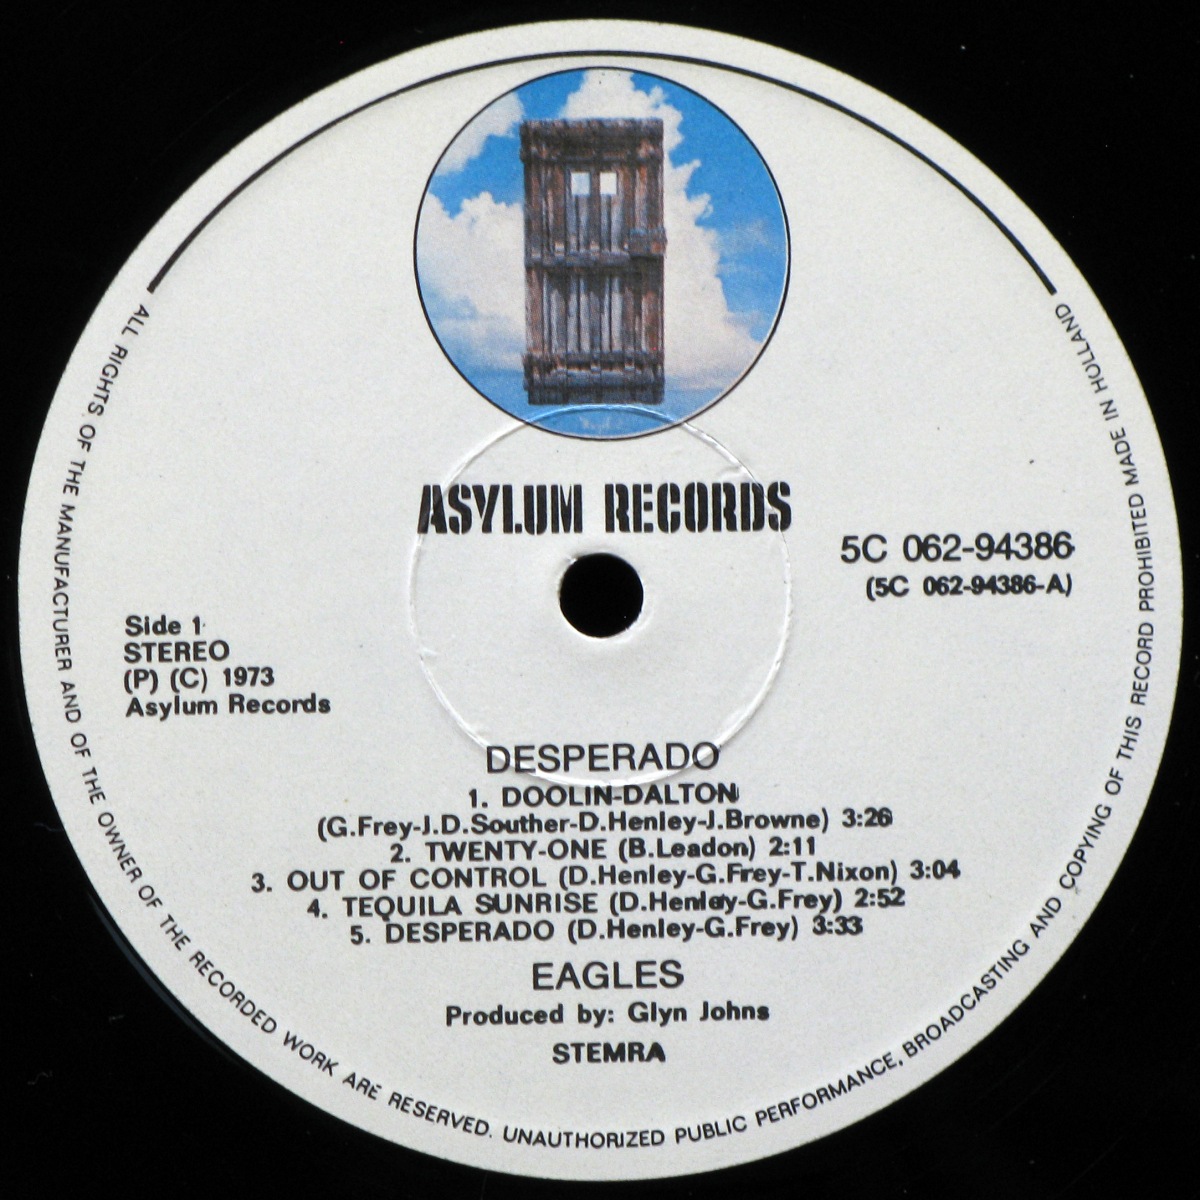 ASYLUM RECORDS
5C 062-94386
(5C 062-94386-A)
Side 1
STEREO
(P) (C) 1973
Asylum Records
DESPERADO
1. DOOLIN-DALTON
(G.Frey-J.D.Souther-D.Henley-J.Browne) 3:26
2. TWENTY-ONE (B.Leadon) 2:11
3. OUT OF CONTROL (D.Henley-G.Frey-T.Nixon) 3:04
4. TEQUILA SUNRISE (D.Henley-G.Frey) 2:52
5. DESPERADO (D.Henley-G.Frey) 3:33
EAGLES
Produced by: Glyn Johns
STEMRA
ALL RIGHTS OF THE MANUFACTURER AND OF THE OWNER OF THE RECORDED WORK ARE RESERVED. UNAUTHORIZED PUBLIC PERFORMANCE, BROADCASTING AND COPYING OF THIS RECORD PROHIBITED MADE IN HOLLAND